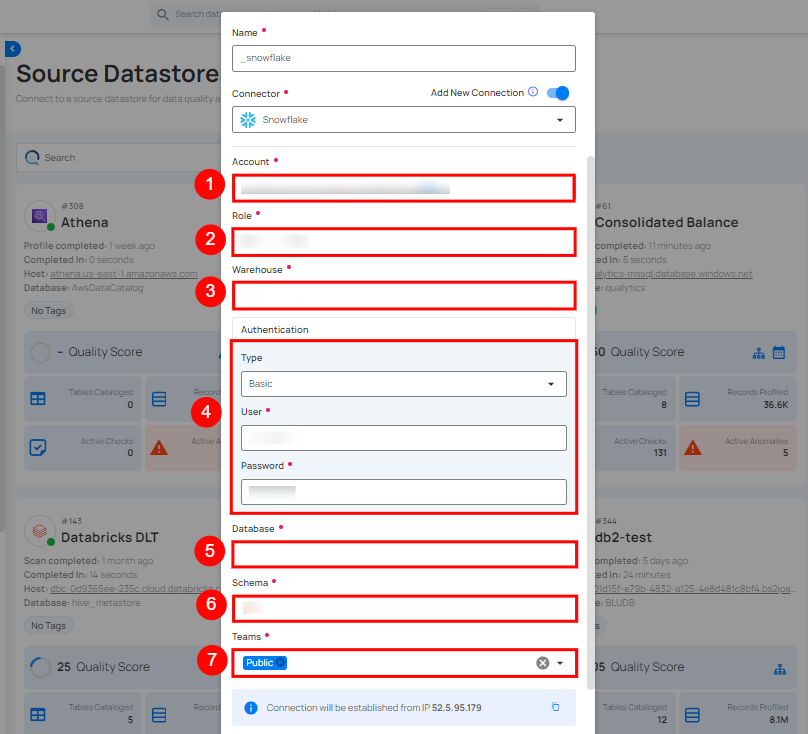 Search dat
Name *
_snowflake
Connector *
Add New Connection
Snowflake
Account *
1
Role *
2
Warehouse *
3
Authentication
Type
Basic
4
User *
Password *
Database *
5
Schema *
6
Teams *
7
Public
Connection will be established from IP 52.5.95.179
Source Datastore
Connect to a source datastore for data quality a
Search
#308
Athena
Profile completed: 1 week ago
Completed In: 0 seconds
Host: athena.us-east-1.amazonaws.com
Database: AwsDataCatalog
No Tags
– Quality Score
Tables Cataloged
0
Record
Active Checks
0
Active A
#143
Databricks DLT
Scan completed: 1 month ago
Completed In: 14 seconds
Host: dbc-0d9365ee-235c.cloud.databricks.
Database: hive_metastore
No Tags
25 Quality Score
Tables Cataloged
5
Record
#61
Consolidated Balance
completed: 11 minutes ago
ed In: 5 seconds
alytics-mssql.database.windows.net
e: qualytics
60 Quality Score
Tables Cataloged
8
Records Profiled
36.6K
Active Checks
131
Active Anomalies
5
#344
db2-test
ompleted: 5 days ago
ed In: 24 minutes
01d15f-e79b-4832-a125-4e8d481c8bf4.bs2ipa...
e: BLUDB
s
05 Quality Score
Tables Cataloged
12
Records Profiled
8.1M